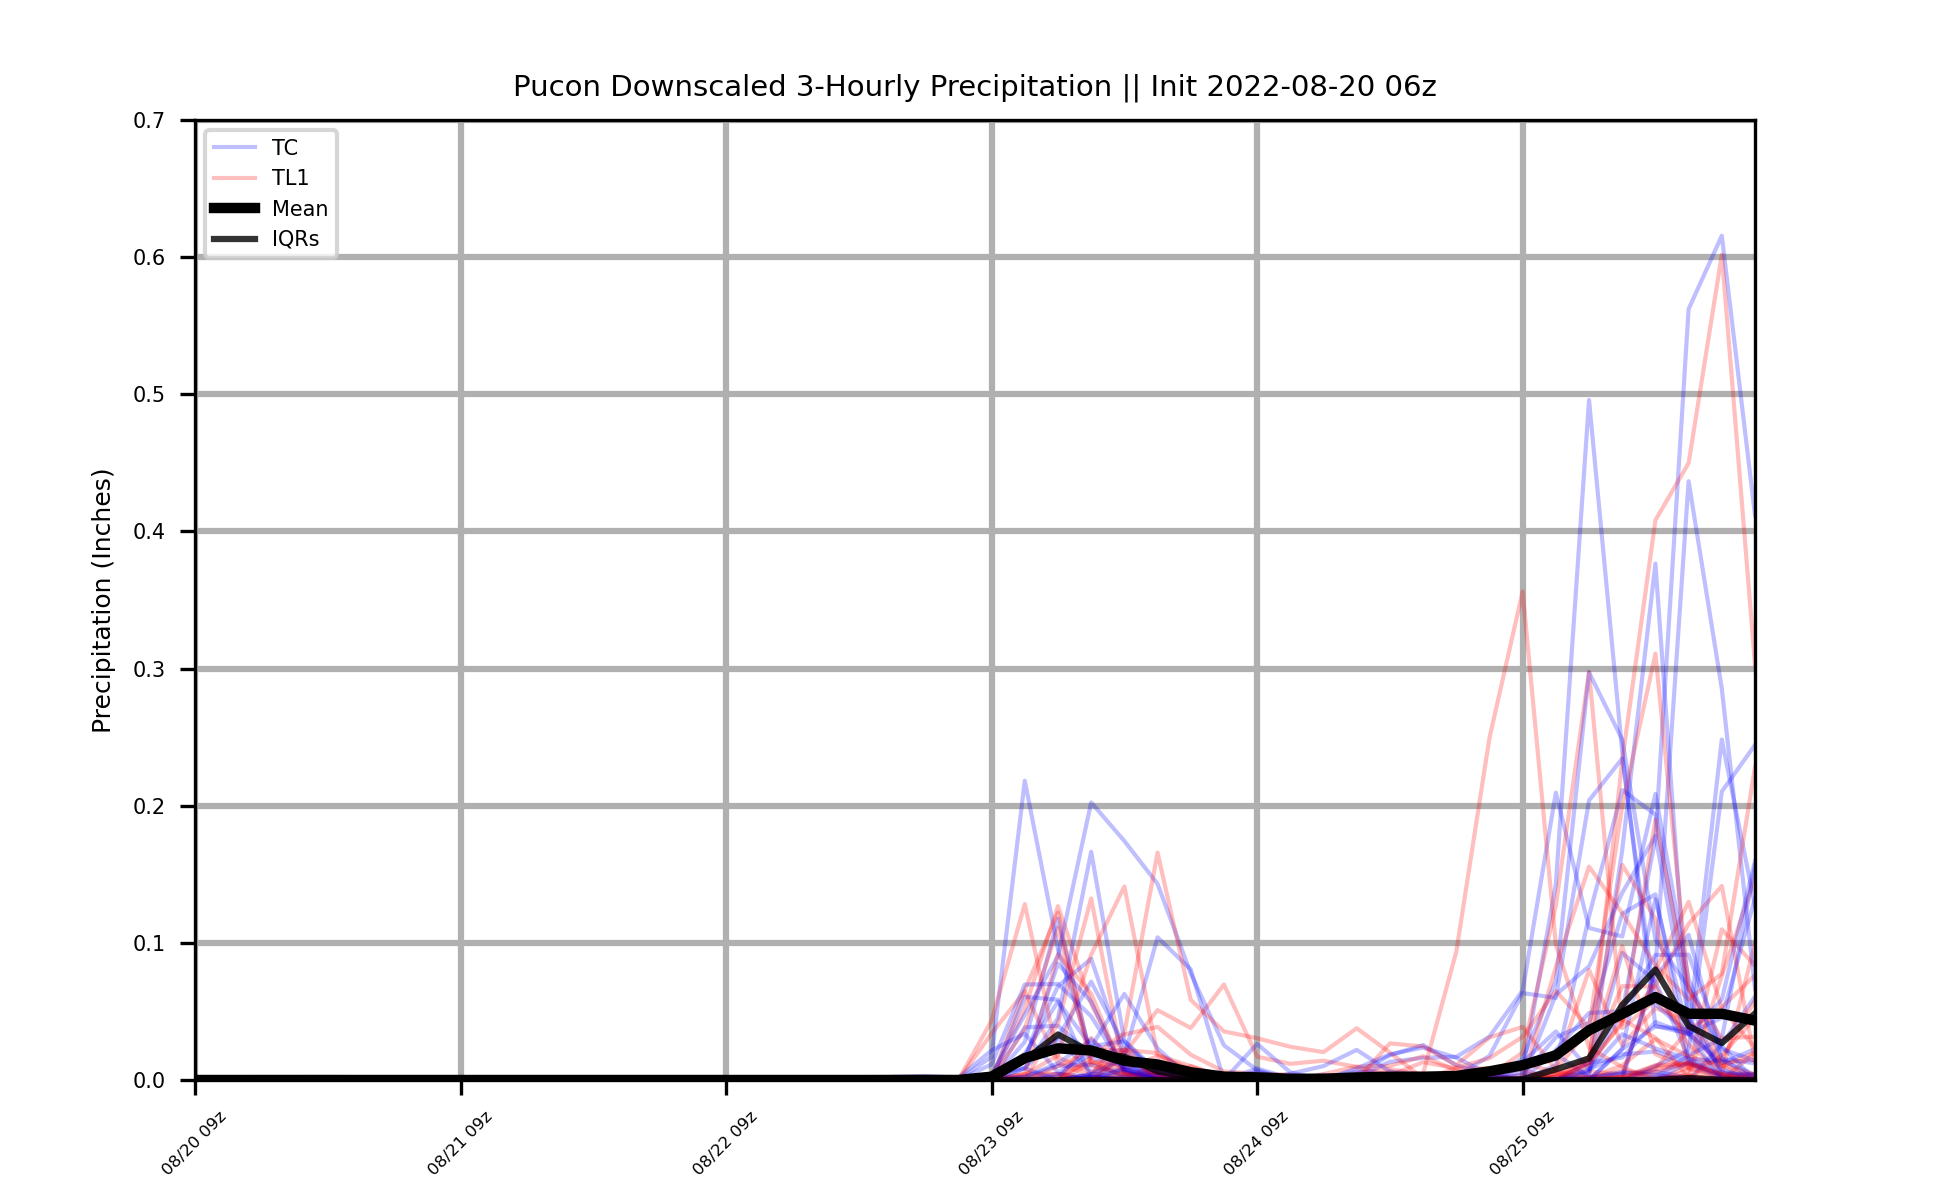 Pucon Downscaled 3-Hourly Precipitation || Init 2022-08-20 06z
0.7
0.6
0.5
0.4
0.3
0.2
0.1
0.0
Precipitation (Inches)
TC
TL1
Mean
IQRs
08/20 09z
08/21 09z
08/22 09z
08/23 09z
08/24 09z
08/25 09z